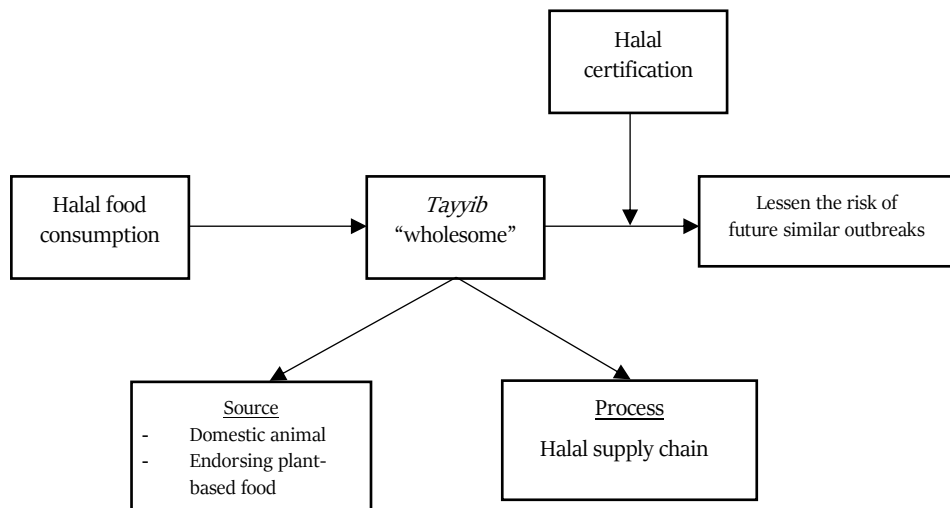 Halal
certification
Halal food
consumption
Tayyib
“wholesome”
Lessen the risk of
future similar outbreaks
Source
- Domestic animal
- Endorsing plant-
based food
Process
Halal supply chain